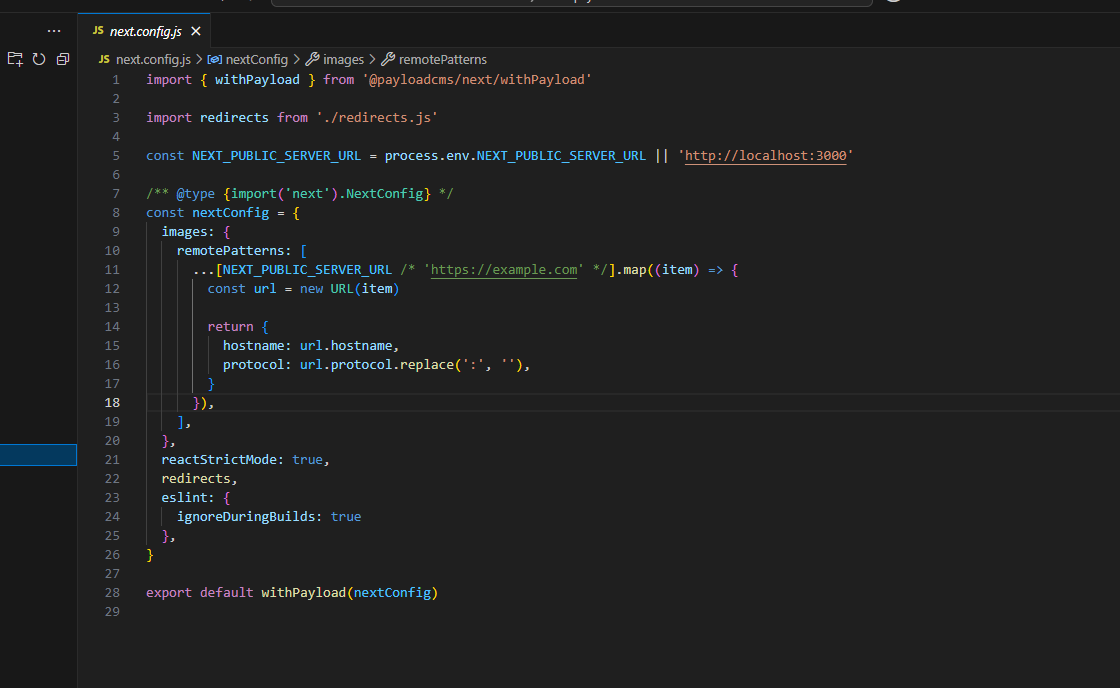 JS next.config.js
JS next.config.js > nextConfig > images > remotePatterns
1 import { withPayload } from '@payloadcms/next/withPayload'
2
3 import redirects from './redirects.js'
4
5 const NEXT_PUBLIC_SERVER_URL = process.env.NEXT_PUBLIC_SERVER_URL || 'http://localhost:3000'
6
7 /** @type {import('next').NextConfig} */
8 const nextConfig = {
9   images: {
10     remotePatterns: [
11       ...[NEXT_PUBLIC_SERVER_URL /* 'https://example.com' */].map((item) => {
12         const url = new URL(item)
13
14         return {
15           hostname: url.hostname,
16           protocol: url.protocol.replace(':', ''),
17         }
18       }),
19     ],
20   },
21   reactStrictMode: true,
22   redirects,
23   eslint: {
24     ignoreDuringBuilds: true
25   },
26 }
27
28 export default withPayload(nextConfig)
29